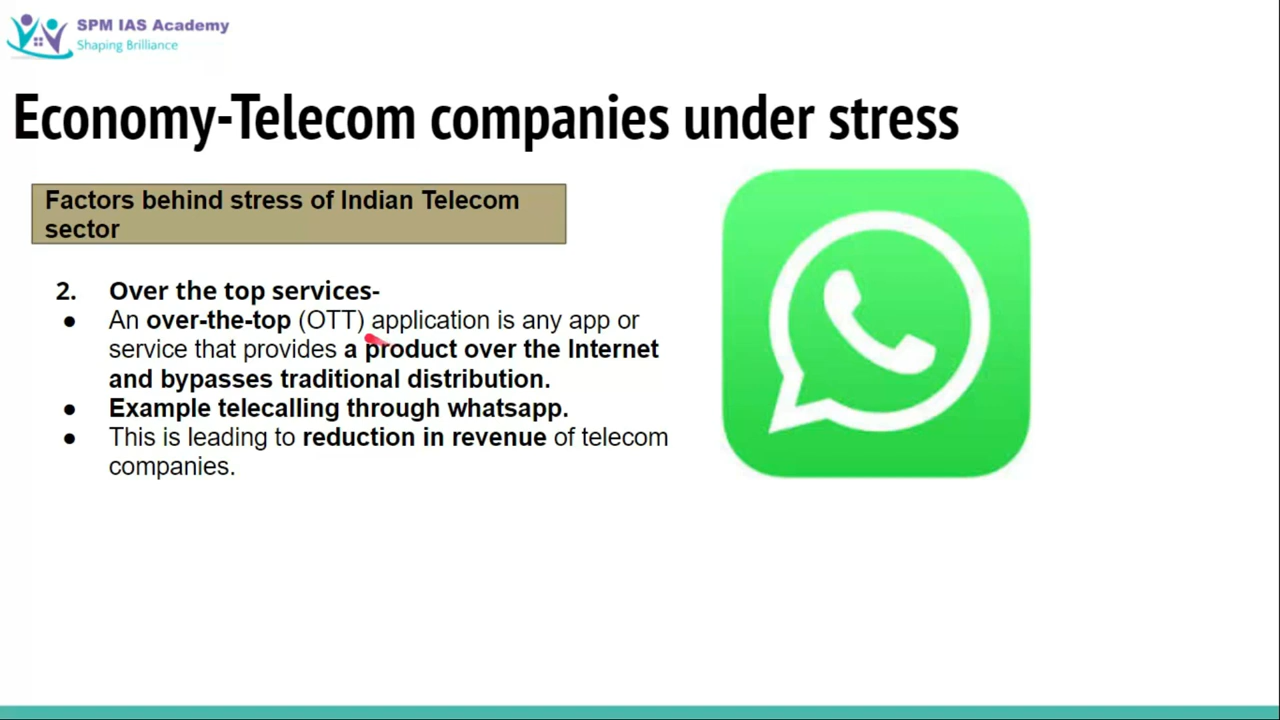 SPM IAS Academy
Shaping Brilliance
Economy-Telecom companies under stress
Factors behind stress of Indian Telecom
sector
2. Over the top services-
● An over-the-top (OTT) application is any app or
service that provides a product over the Internet
and bypasses traditional distribution.
● Example telecalling through whatsapp.
● This is leading to reduction in revenue of telecom
companies.